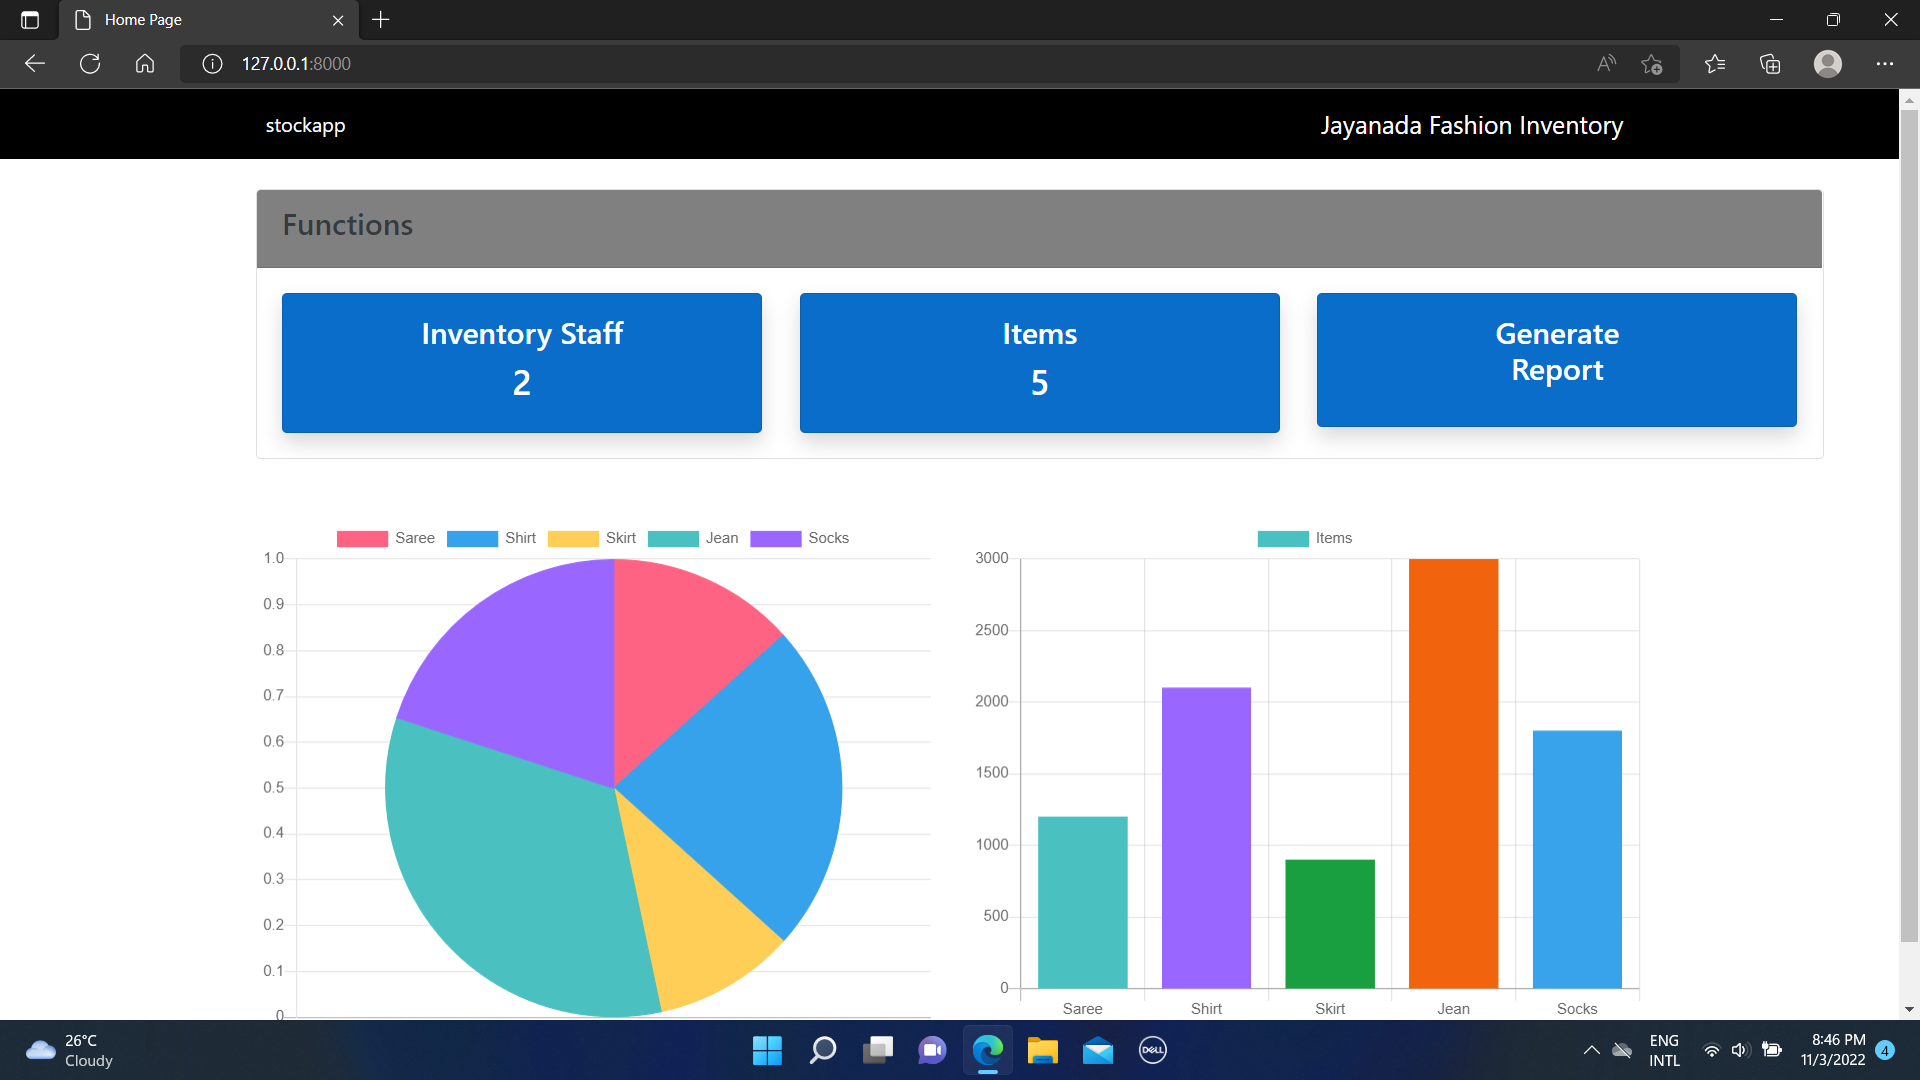 Home Page
127.0.0.1:8000
stockapp
Jayanada Fashion Inventory
Functions
Inventory Staff
2
Items
5
Generate
Report
Saree Shirt Skirt Jean Socks
1.0
0.9
0.8
0.7
0.6
0.5
0.4
0.3
0.2
0.1
0
Items
3000
2500
2000
1500
1000
500
0
Saree Shirt Skirt Jean Socks
26°C
Cloudy
DELL
ENG
INTL
8:46 PM
11/3/2022
4